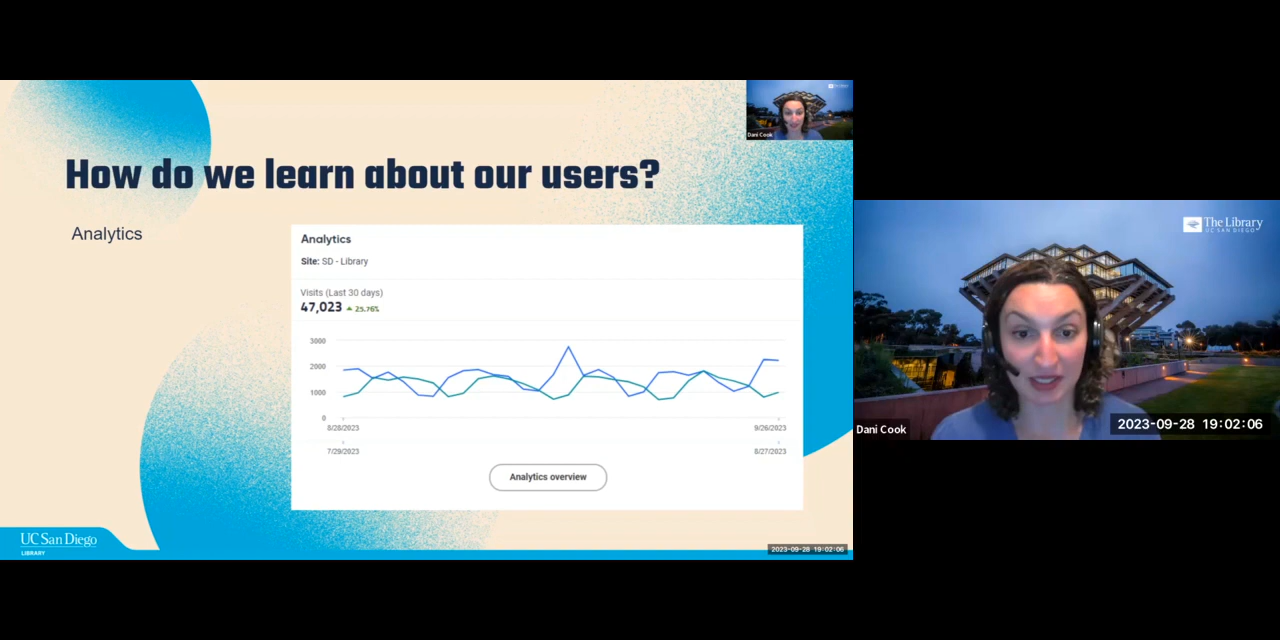 Dani Cook
How do we learn about our users?
Analytics
Analytics
Site: SD - Library
Visits (Last 30 days)
47,023 25.76%
3000
2000
1000
0
8/28/2023 9/26/2023
7/29/2023 8/27/2023
Analytics overview
UC San Diego
LIBRARY
2023-09-28 19:02:06
The Library
UC SAN DIEGO
Dani Cook
2023-09-28 19:02:06